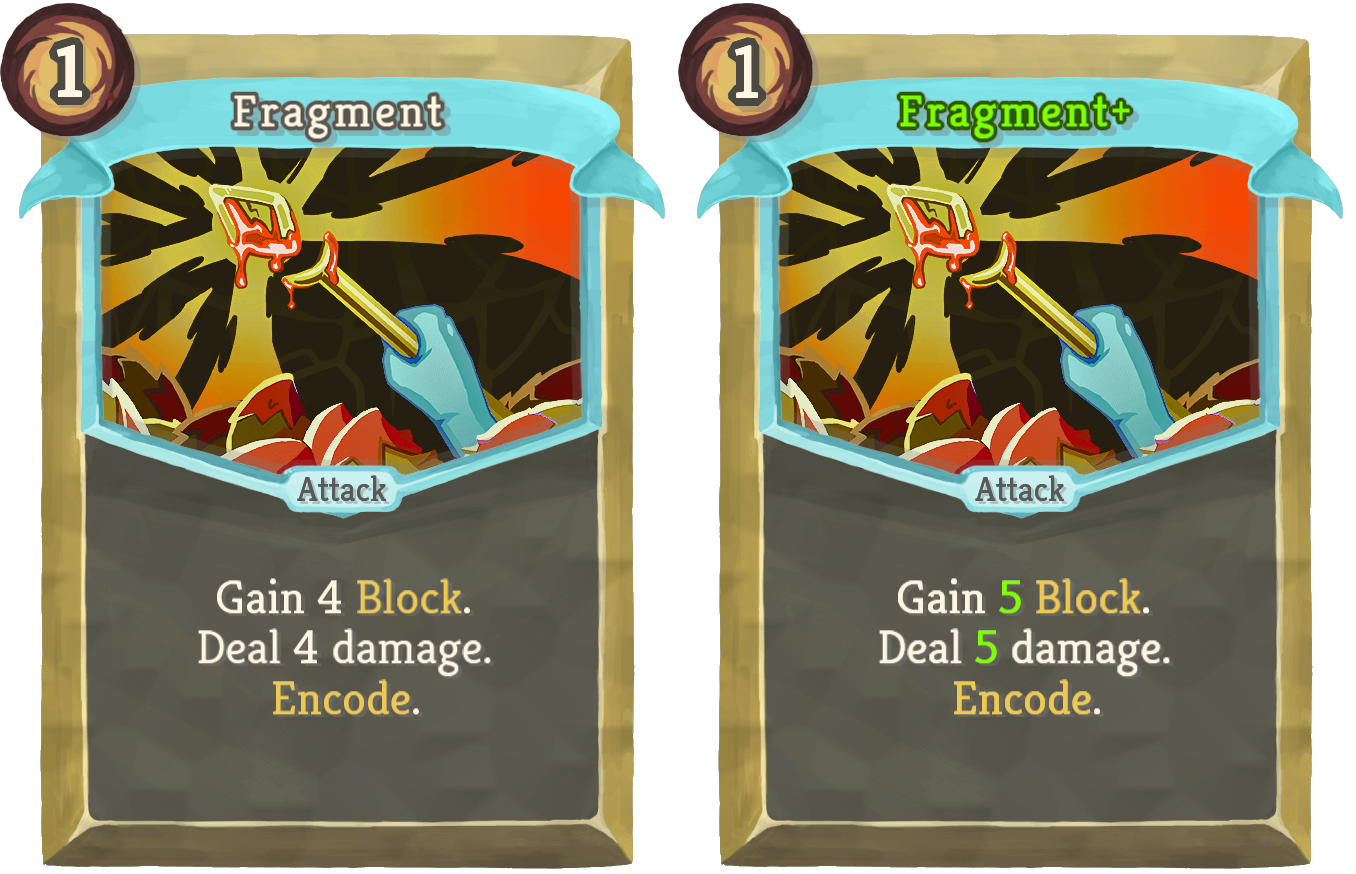 1
Fragment
Attack
Gain 4 Block.
Deal 4 damage.
Encode.
1
Fragment+
Attack
Gain 5 Block.
Deal 5 damage.
Encode.